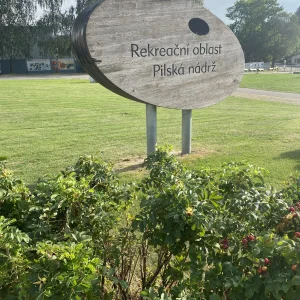 Rekreační oblast
Pilská nádrž